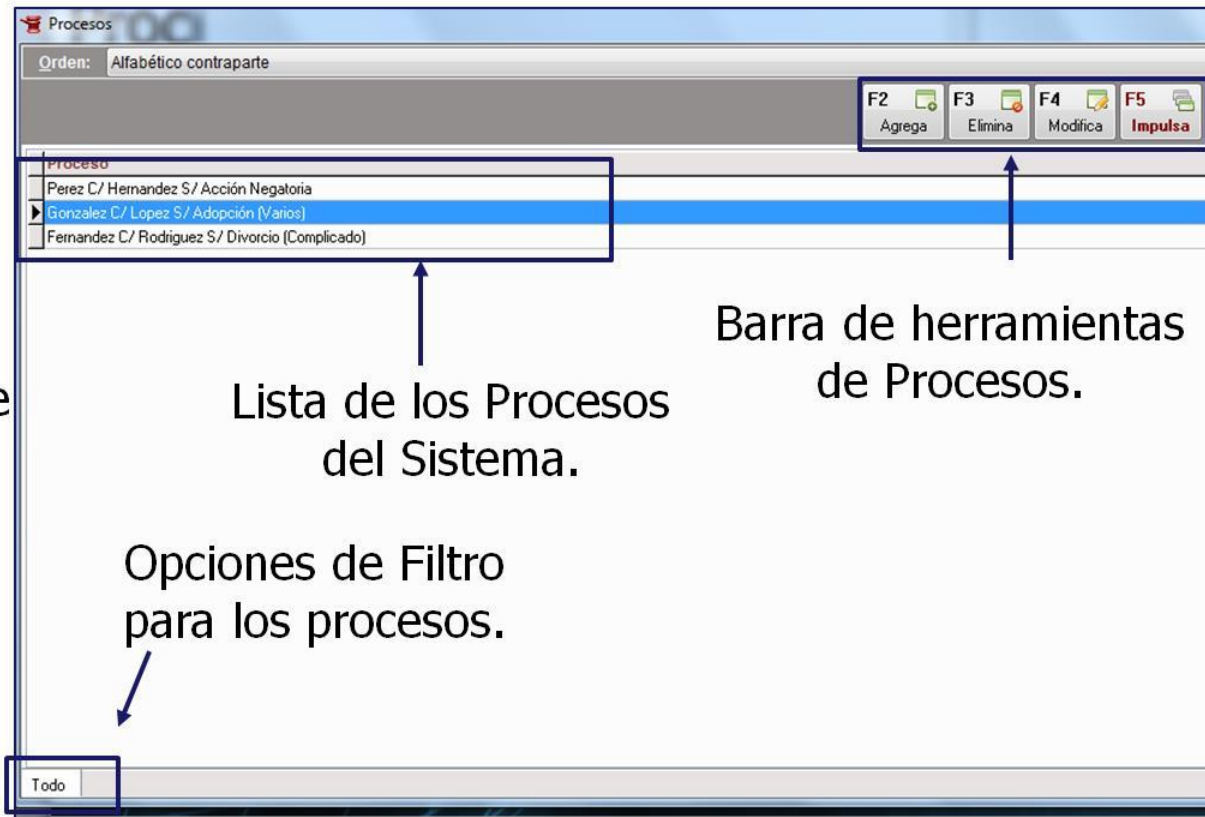 Procesos
Orden: Alfabético contraparte
F2 Agrega
F3 Elimina
F4 Modifica
F5 Impulsa
Proceso
Perez C/ Hernandez S/ Acción Negatoria
Gonzalez C/ Lopez S/ Adopción (Varios)
Fernandez C/ Rodriguez S/ Divorcio (Complicado)
Barra de herramientas
de Procesos.
e
Lista de los Procesos
del Sistema.
Opciones de Filtro
para los procesos.
Todo